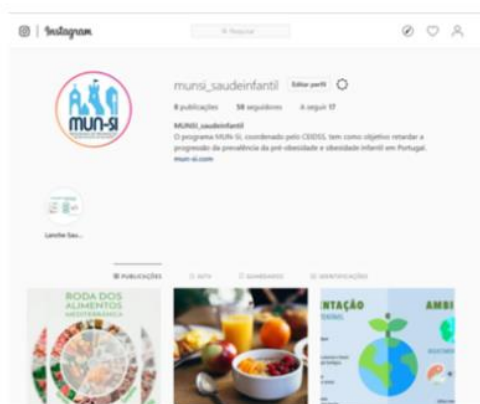 Instagram
Pesquisar
munsi_saudeinfantil Editar perfil
8 publicações 58 seguidores A seguir 17
MUNSI_saudeinfantil
O programa MUN-SI, coordenado pelo CEIDSS, tem como objetivo retardar a
progressão da prevalência da pré-obesidade e obesidade infantil em Portugal.
mun-si.com
MUN-SI
Lanche Sau...
PUBLICAÇÕES IGTV GUARDADOS IDENTIFICAÇÕES
RODA DOS
ALIMENTOS
MEDITERRÂNICA
NTAÇÃO AMBI